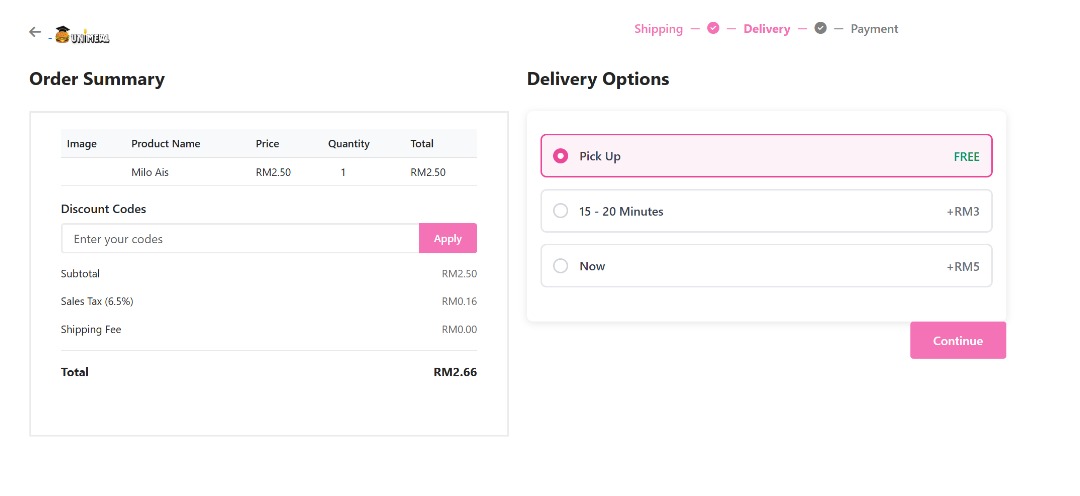 UNIMEAL
Shipping — Delivery — Payment
Order Summary
Image Product Name Price Quantity Total
Milo Ais RM2.50 1 RM2.50
Discount Codes
Enter your codes Apply
Subtotal RM2.50
Sales Tax (6.5%) RM0.16
Shipping Fee RM0.00
Total RM2.66
Delivery Options
Pick Up FREE
15 - 20 Minutes +RM3
Now +RM5
Continue